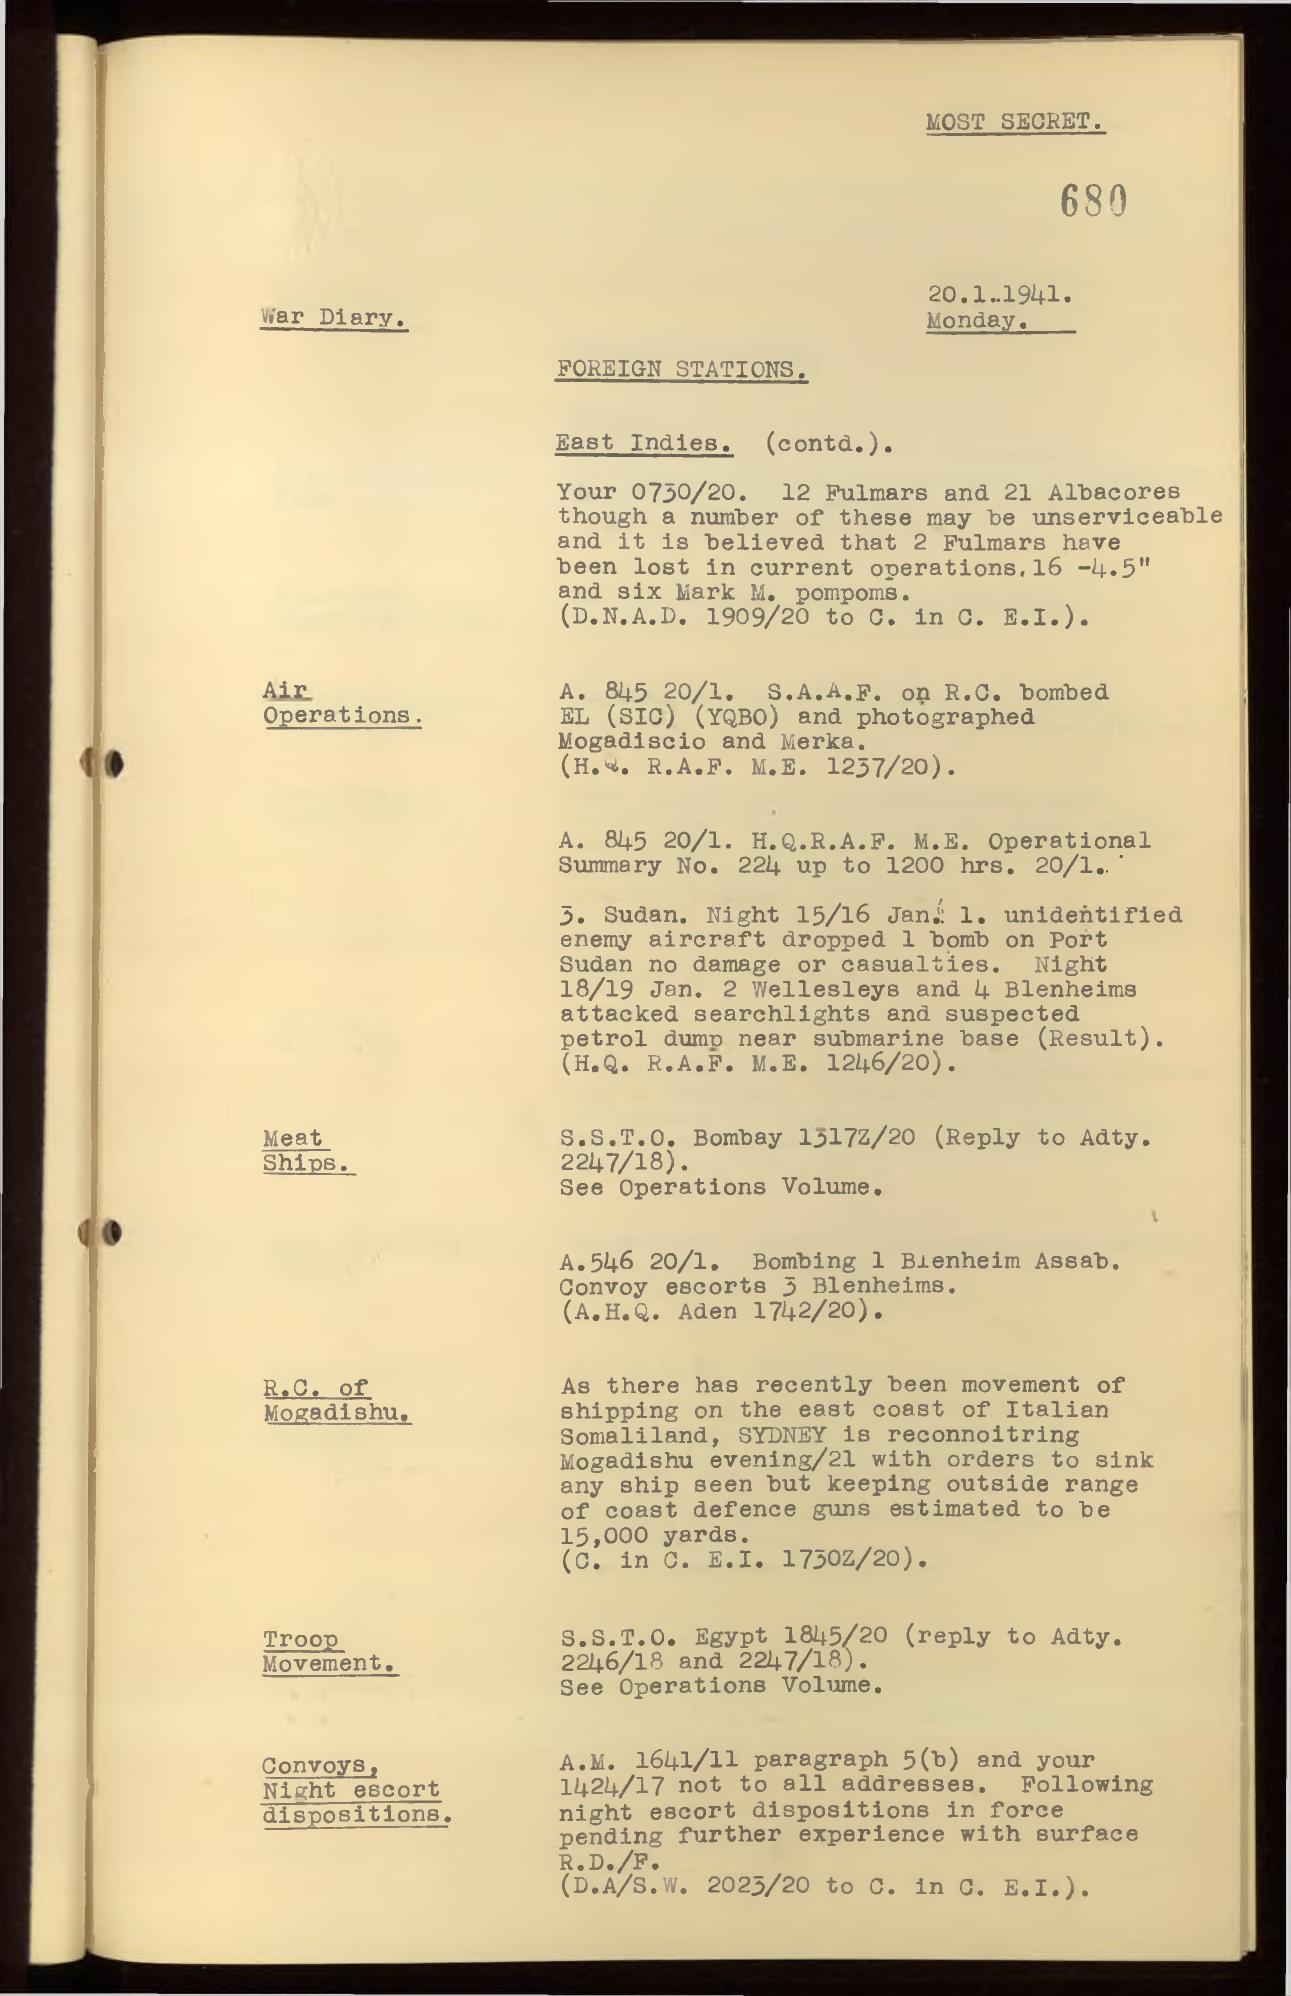 MOST SECRET.
680
20.1..1941.
War Diary.
Monday.
FOREIGN STATIONS.
East Indies. (contd.).
Your 0730/20. 12 Fulmars and 21 Albacores
though a number of these may be unserviceable
and it is believed that 2 Fulmars have
been lost in current operations,16 -4.5"
and six Mark M. pompoms.
(D.N.A.D. 1909/20 to C. in C. E.I.).
Air
Operations.
A. 845 20/1. S.A.A.F. on R.C. bombed
EL (SIC) (YQBO) and photographed
Mogadiscio and Merka.
(H.Q. R.A.F. M.E. 1237/20).
A. 845 20/1. H.Q.R.A.F. M.E. Operational
Summary No. 224 up to 1200 hrs. 20/1..
3. Sudan. Night 15/16 Jan. 1. unidentified
enemy aircraft dropped 1 bomb on Port
Sudan no damage or casualties. Night
18/19 Jan. 2 Wellesleys and 4 Blenheims
attacked searchlights and suspected
petrol dump near submarine base (Result).
(H.Q. R.A.F. M.E. 1246/20).
Meat
Ships.
S.S.T.O. Bombay 1317Z/20 (Reply to Adty.
2247/18).
See Operations Volume.
A.546 20/1. Bombing 1 Blenheim Assab.
Convoy escorts 3 Blenheims.
(A.H.Q. Aden 1742/20).
R.C. of
Mogadishu.
As there has recently been movement of
shipping on the east coast of Italian
Somaliland, SYDNEY is reconnoitring
Mogadishu evening/21 with orders to sink
any ship seen but keeping outside range
of coast defence guns estimated to be
15,000 yards.
(C. in C. E.I. 1730Z/20).
Troop
Movement.
S.S.T.O. Egypt 1845/20 (reply to Adty.
2246/18 and 2247/18).
See Operations Volume.
Convoys,
Night escort
dispositions.
A.M. 1641/11 paragraph 5(b) and your
1424/17 not to all addresses. Following
night escort dispositions in force
pending further experience with surface
R.D./F.
(D.A/S.W. 2023/20 to C. in C. E.I.).